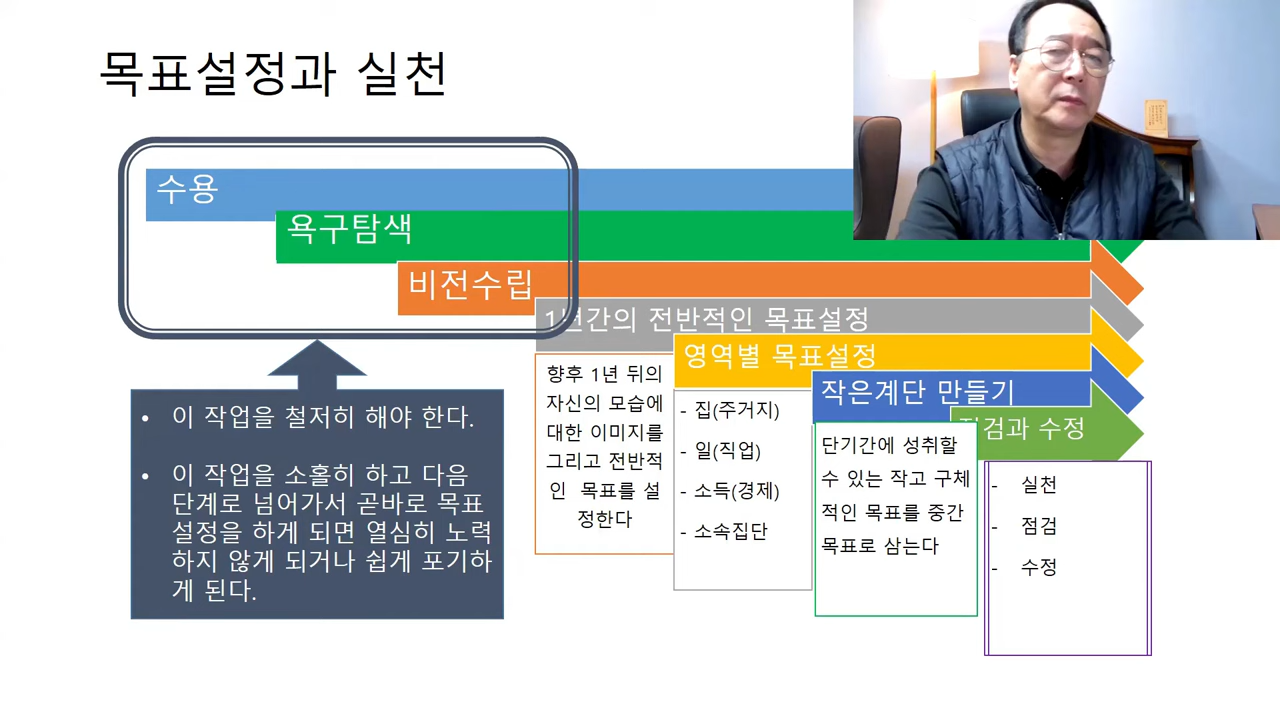 목표설정과 실천
수용
욕구탐색
비전수립
1년간의 전반적인 목표설정
영역별 목표설정
작은계단 만들기
점검과 수정
• 이 작업을 철저히 해야 한다.
• 이 작업을 소홀히 하고 다음
단계로 넘어가서 곧바로 목표
설정을 하게 되면 열심히 노력
하지 않게 되거나 쉽게 포기하
게 된다.
향후 1년 뒤의
자신의 모습에
대한 이미지를
그리고 전반적
인 목표를 설
정한다
- 집(주거지)
- 일(직업)
- 소득(경제)
- 소속집단
단기간에 성취할
수 있는 작고 구체
적인 목표를 중간
목표로 삼는다
- 실천
- 점검
- 수정